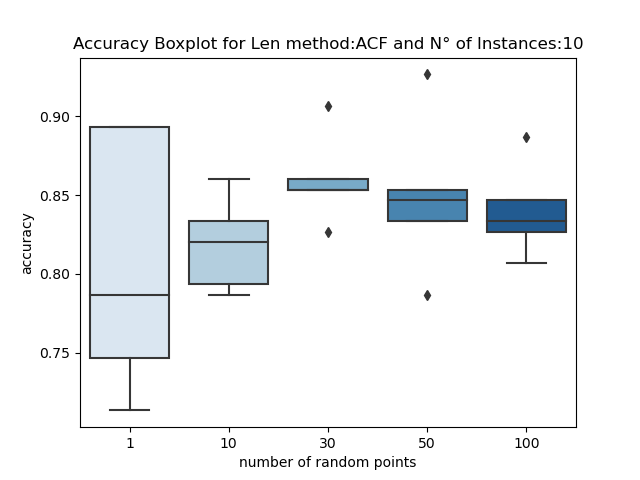 Accuracy Boxplot for Len method:ACF and N° of Instances:10
0.90
0.85
0.80
0.75
accuracy
1 10 30 50 100
number of random points